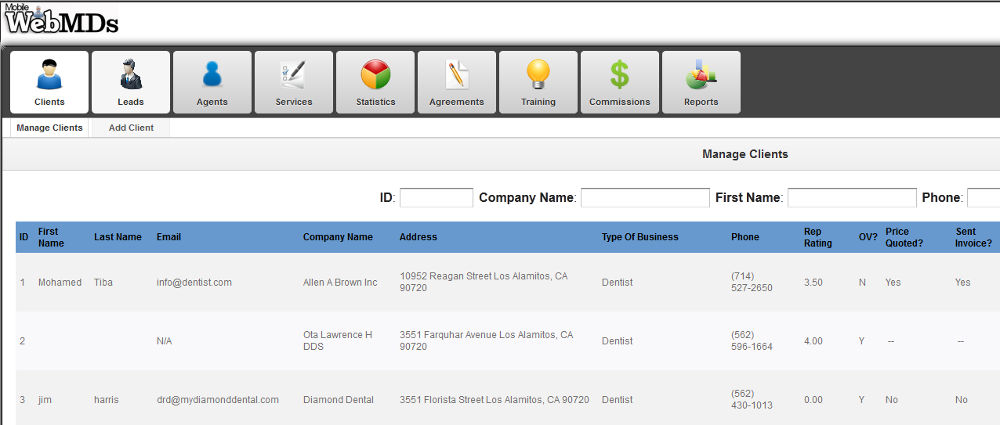 Mobile
WebMDs
Clients Leads Agents Services Statistics Agreements Training Commissions Reports
Manage Clients Add Client
Manage Clients
ID: Company Name: First Name: Phone:
ID First Name Last Name Email Company Name Address Type Of Business Phone Rep Rating OV? Price Quoted? Sent Invoice?
1 Mohamed Tiba info@dentist.com Allen A Brown Inc 10952 Reagan Street Los Alamitos, CA 90720 Dentist (714) 527-2650 3.50 N Yes Yes
2 N/A Ota Lawrence H DDS 3551 Farquhar Avenue Los Alamitos, CA 90720 Dentist (562) 596-1664 4.00 Y -- --
3 jim harris drd@mydiamonddental.com Diamond Dental 3551 Florista Street Los Alamitos, CA 90720 Dentist (562) 430-1013 0.00 Y No No